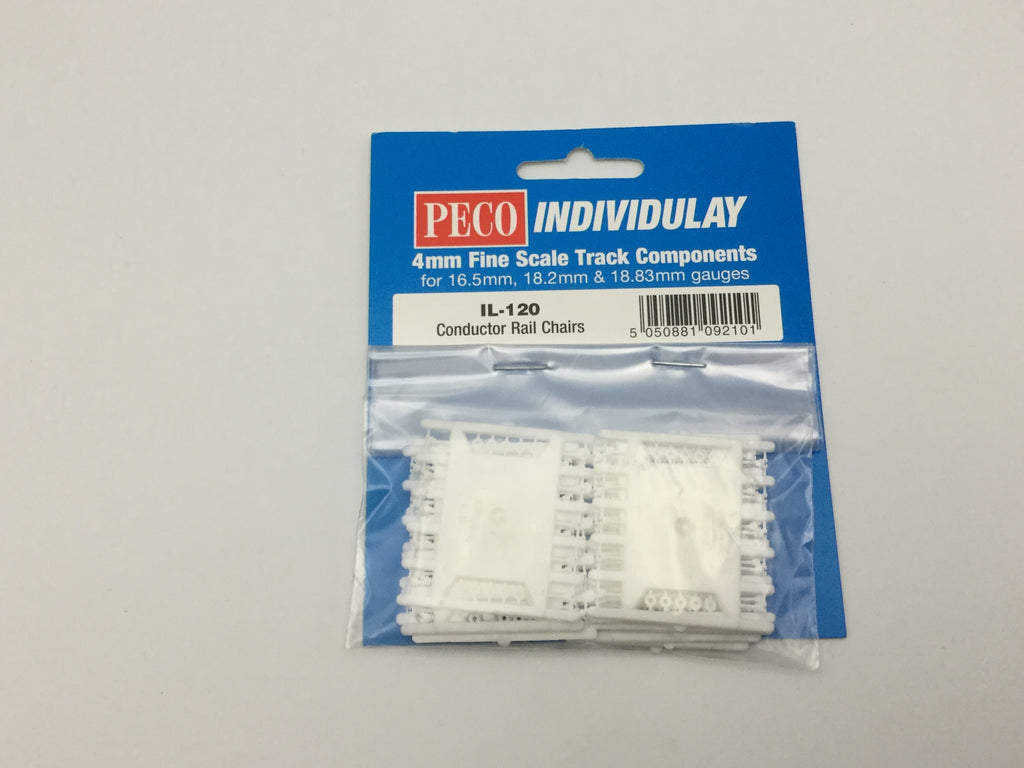 PECO INDIVIDULAY
4mm Fine Scale Track Components
for 16.5mm, 18.2mm & 18.83mm gauges
IL-120
Conductor Rail Chairs
5 050881 092101